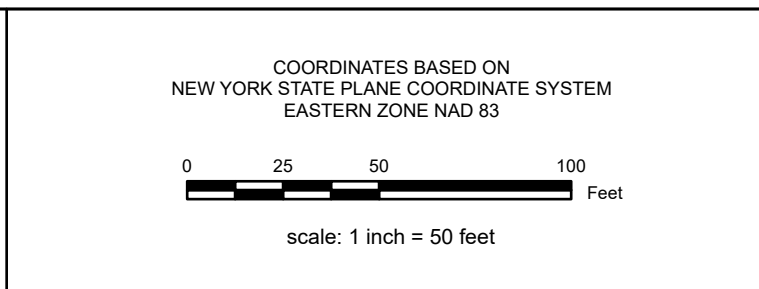 COORDINATES BASED ON
NEW YORK STATE PLANE COORDINATE SYSTEM
EASTERN ZONE NAD 83
0 25 50 100
Feet
scale: 1 inch = 50 feet